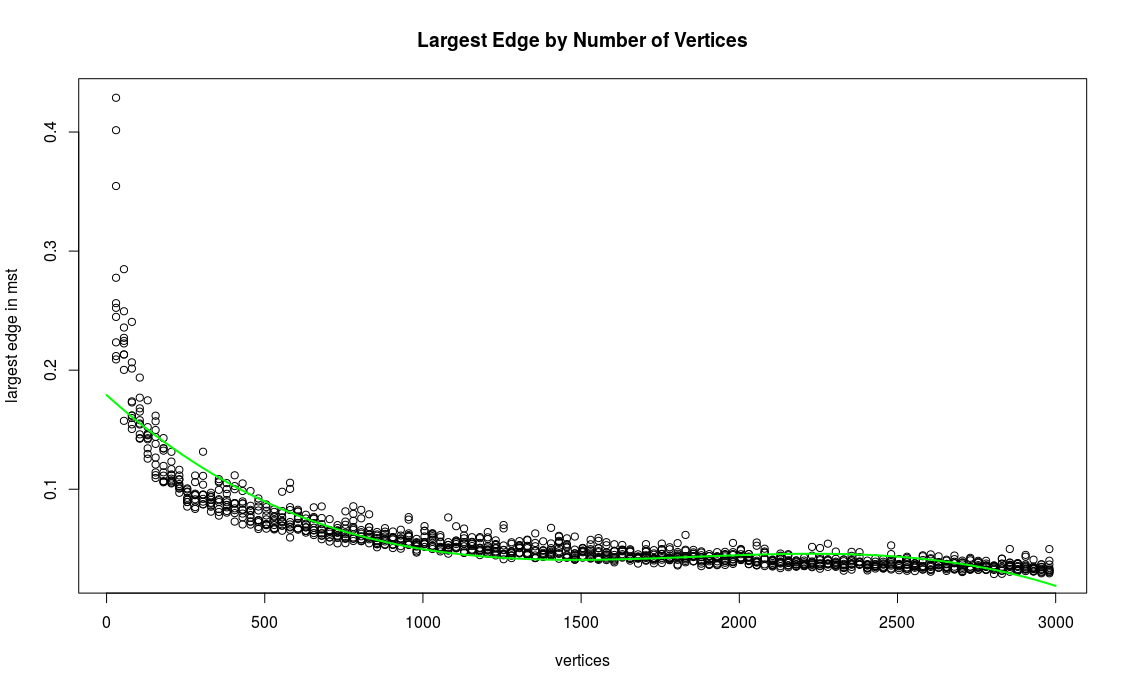 Largest Edge by Number of Vertices
largest edge in mst
0.4
0.3
0.2
0.1
0 500 1000 1500 2000 2500 3000
vertices